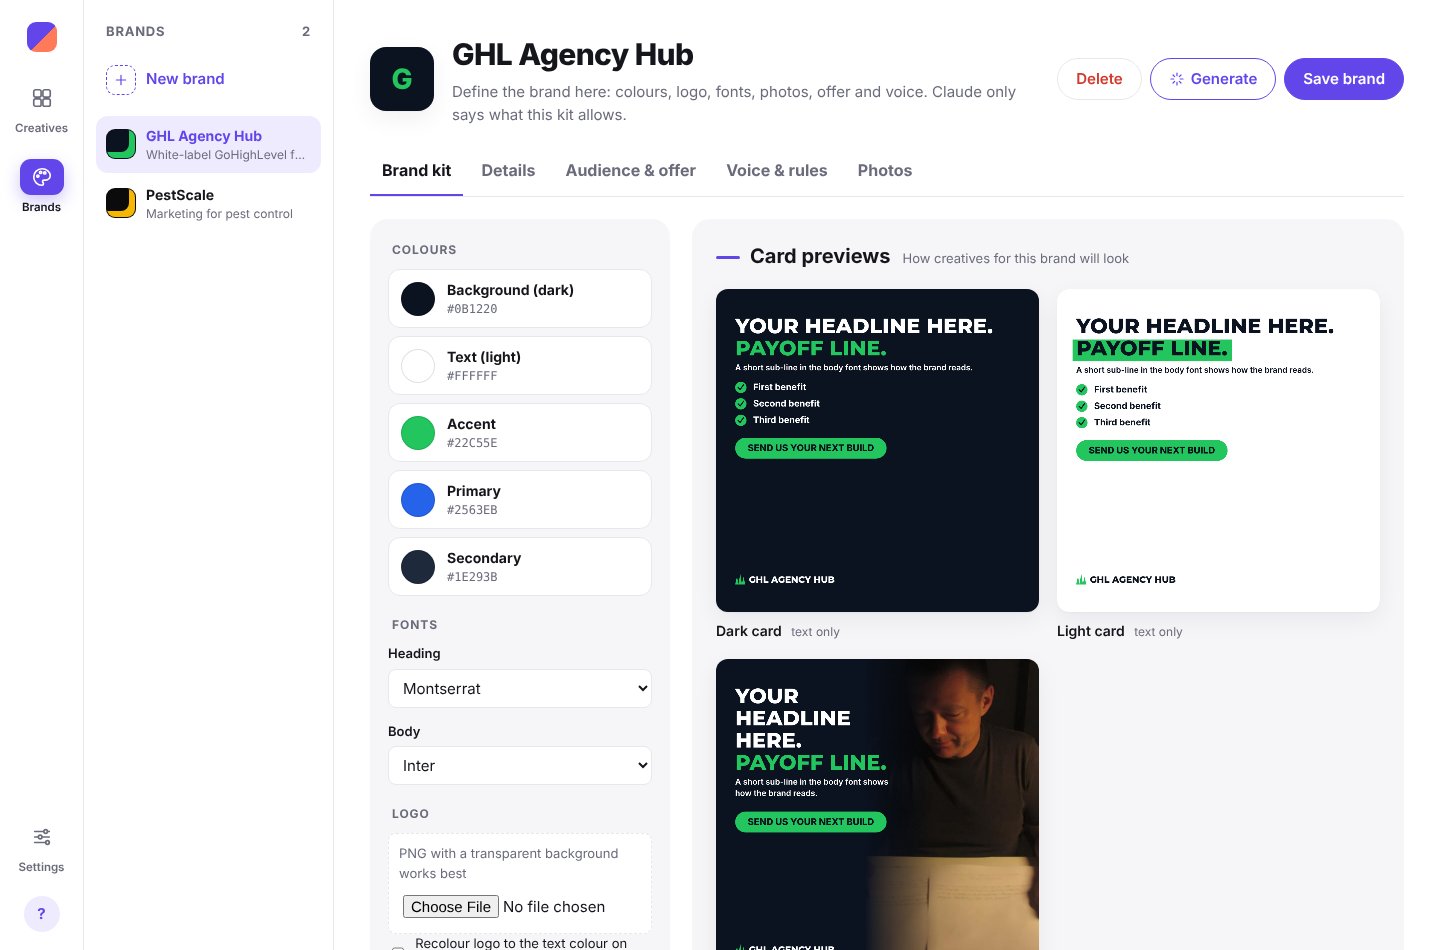 Creatives
Brands
Settings
?
BRANDS 2
+ New brand
GHL Agency Hub
White-label GoHighLevel f...
PestScale
Marketing for pest control
G
GHL Agency Hub
Define the brand here: colours, logo, fonts, photos, offer and voice. Claude only
says what this kit allows.
Delete
Generate
Save brand
Brand kit
Details
Audience & offer
Voice & rules
Photos
COLOURS
Background (dark)
#0B1220
Text (light)
#FFFFFF
Accent
#22C55E
Primary
#2563EB
Secondary
#1E293B
FONTS
Heading
Montserrat
Body
Inter
LOGO
PNG with a transparent background
works best
Choose File No file chosen
Recolour logo to the text colour on
Card previews How creatives for this brand will look
YOUR HEADLINE HERE.
PAYOFF LINE.
A short sub-line in the body font shows how the brand reads.
First benefit
Second benefit
Third benefit
SEND US YOUR NEXT BUILD
GHL AGENCY HUB
Dark card text only
YOUR HEADLINE HERE.
PAYOFF LINE.
A short sub-line in the body font shows how the brand reads.
First benefit
Second benefit
Third benefit
SEND US YOUR NEXT BUILD
GHL AGENCY HUB
Light card text only
YOUR
HEADLINE
HERE.
PAYOFF LINE.
A short sub-line in the body font shows
how the brand reads.
SEND US YOUR NEXT BUILD
GHL AGENCY HUB